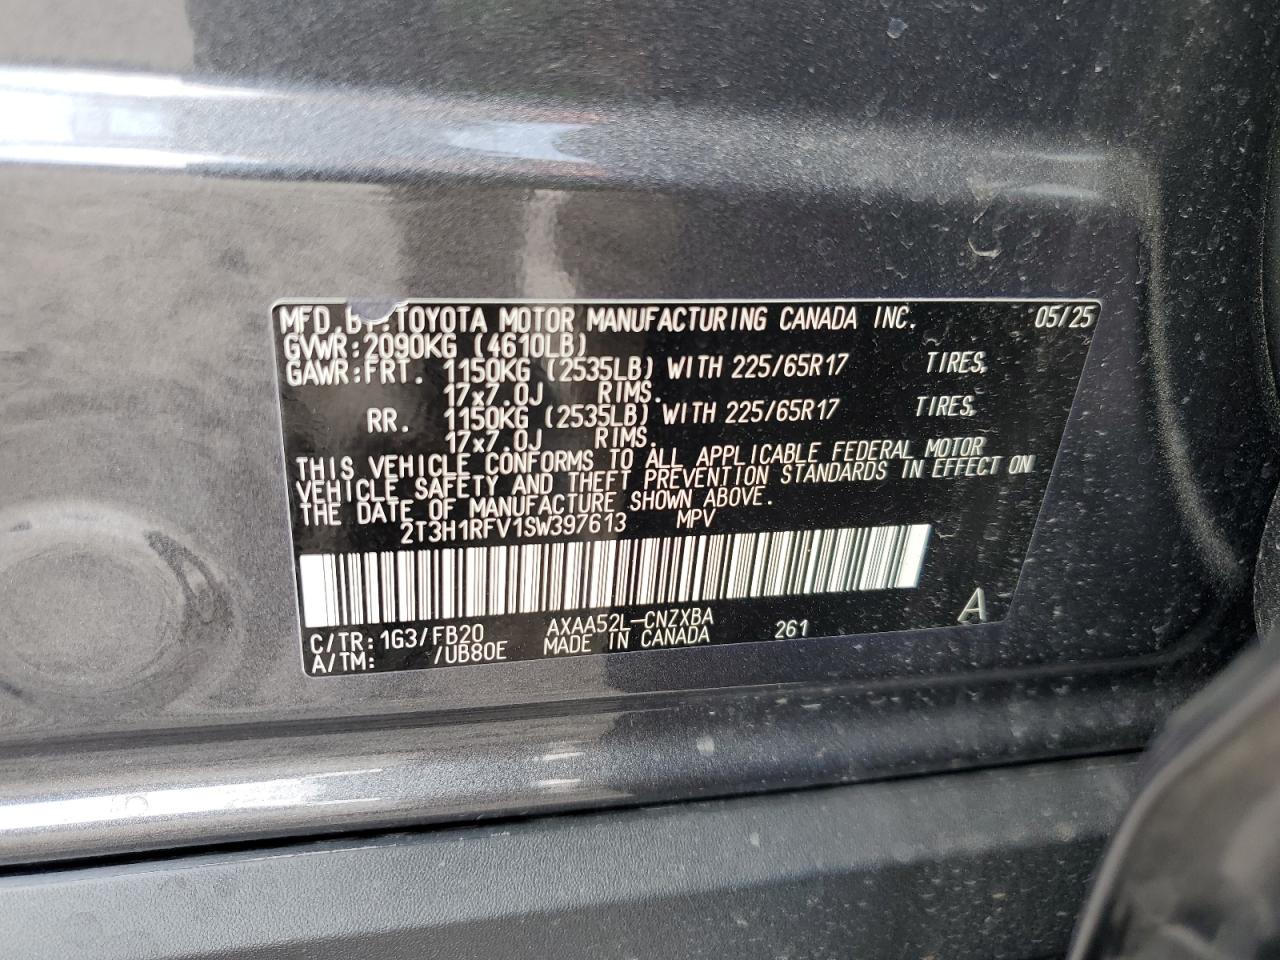 MFD. BY: TOYOTA MOTOR MANUFACTURING CANADA INC. 05/25
GVWR: 2090KG (4610LB)
GAWR: FRT. 1150KG (2535LB) WITH 225/65R17 TIRES,
17x7.0J RIMS.
RR. 1150KG (2535LB) WITH 225/65R17 TIRES,
17x7.0J RIMS.
THIS VEHICLE CONFORMS TO ALL APPLICABLE FEDERAL MOTOR
VEHICLE SAFETY AND THEFT PREVENTION STANDARDS IN EFFECT ON
THE DATE OF MANUFACTURE SHOWN ABOVE.
2T3H1RFV1SW397613 MPV
C/TR: 1G3/FB20 AXAA52L-CNZXBA 261 A
A/TM: /UB80E MADE IN CANADA